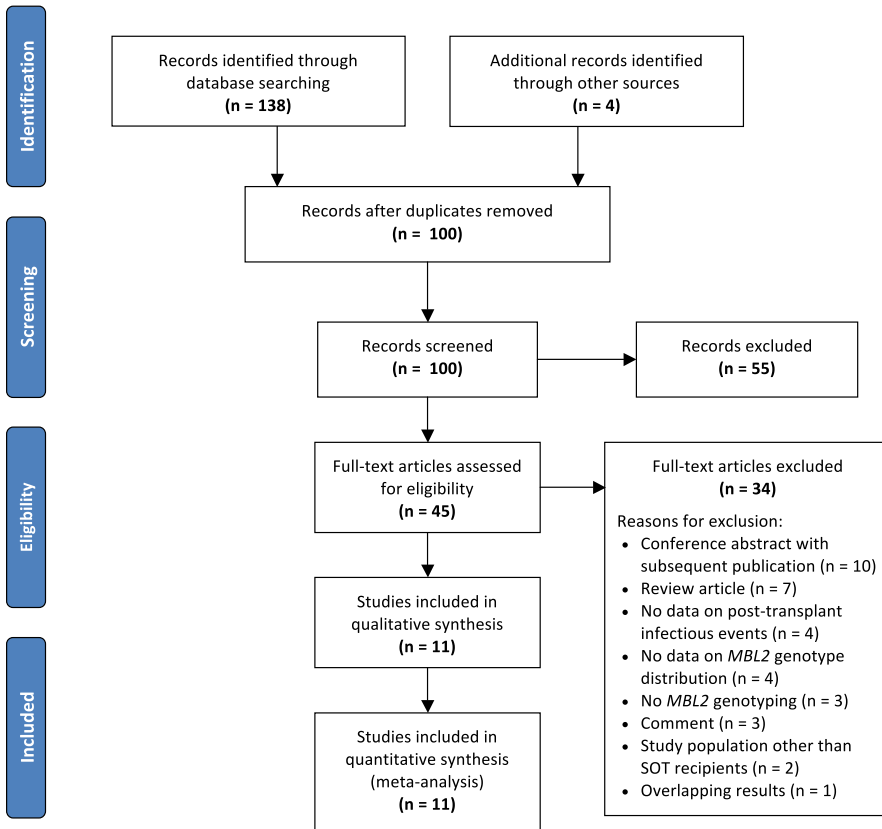 Identification
Records identified through
database searching
(n = 138)
Additional records identified
through other sources
(n = 4)
Records after duplicates removed
(n =  100)
Screening
Records screened
(n =  100)
Records excluded
(n = 55)
Eligibility
Full-text articles assessed
for eligibility
(n = 45)
Full-text articles excluded
(n = 34)
Reasons for exclusion:
• Conference abstract with
subsequent publication (n = 10)
• Review article (n = 7)
• No data on post-transplant
infectious events (n = 4)
• No data on MBL2 genotype
distribution (n = 4)
• No MBL2 genotyping (n = 3)
• Comment (n = 3)
• Study population other than
SOT recipients (n = 2)
• Overlapping results (n = 1)
Studies included in
qualitative synthesis
(n = 11)
Included
Studies included in
quantitative synthesis
(meta-analysis)
(n = 11)